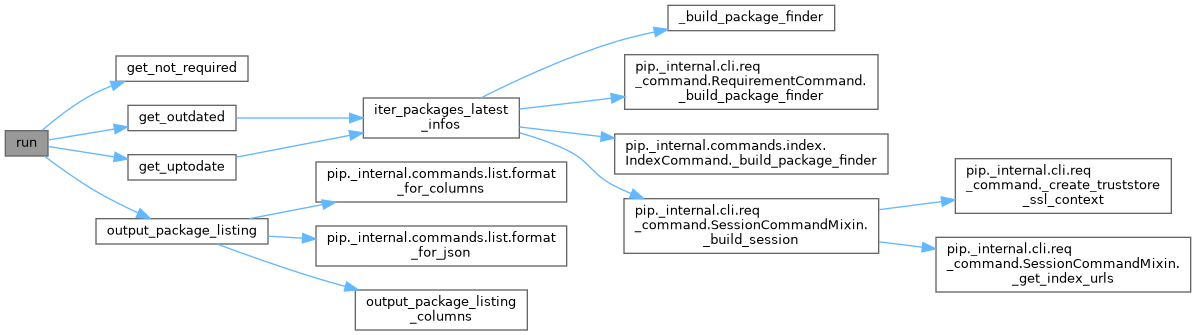 run
get_not_required
get_outdated
get_uptodate
output_package_listing
iter_packages_latest
_infos
pip._internal.commands.list.format
_for_columns
pip._internal.commands.list.format
_for_json
output_package_listing
_columns
_build_package_finder
pip._internal.cli.req
_command.RequirementCommand.
_build_package_finder
pip._internal.commands.index.
IndexCommand._build_package_finder
pip._internal.cli.req
_command.SessionCommandMixin.
_build_session
pip._internal.cli.req
_command._create_truststore
_ssl_context
pip._internal.cli.req
_command.SessionCommandMixin.
_get_index_urls